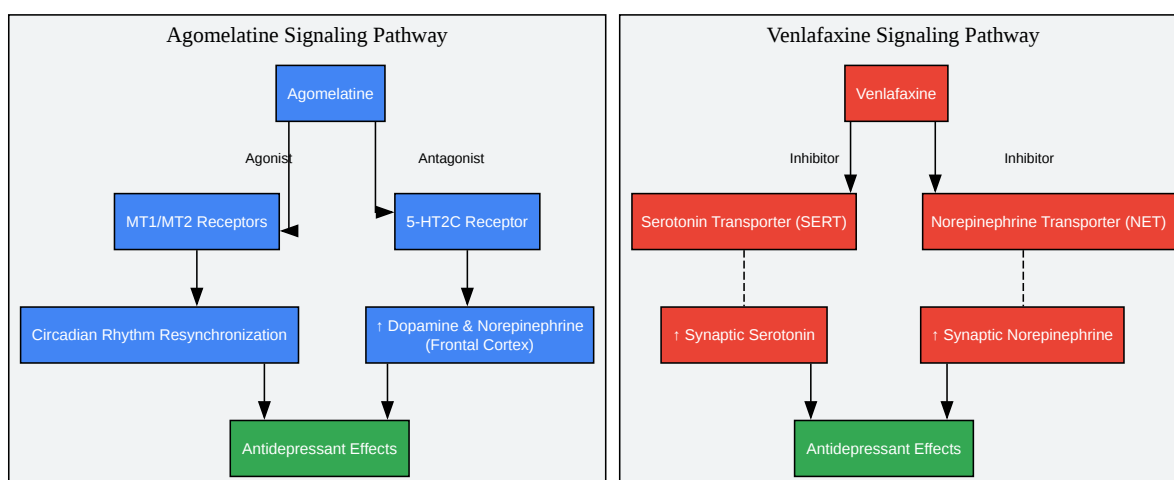 Agomelatine Signaling Pathway
Agomelatine
Agonist
Antagonist
MT1/MT2 Receptors
5-HT2C Receptor
Circadian Rhythm Resynchronization
↑ Dopamine & Norepinephrine
(Frontal Cortex)
Antidepressant Effects
Venlafaxine Signaling Pathway
Venlafaxine
Inhibitor
Inhibitor
Serotonin Transporter (SERT)
Norepinephrine Transporter (NET)
↑ Synaptic Serotonin
↑ Synaptic Norepinephrine
Antidepressant Effects